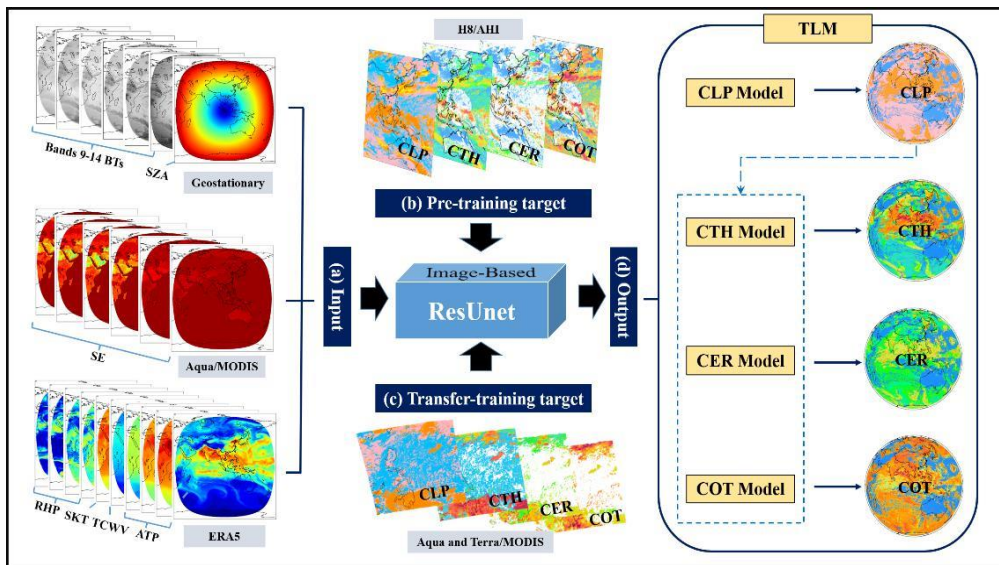 Bands 9-14 BTs
SZA
Geostationary
SE
Aqua/MODIS
RHP
SKT
TCWV
ATP
ERA5
(a) Input
H8/AHI
CLP
CTH
CER
COT
(b) Pre-training target
Image-Based
ResUnet
(c) Transfer-training target
CLP
CTH
CER
COT
Aqua and Terra/MODIS
(d) Output
TLM
CLP Model
CLP
CTH Model
CTH
CER Model
CER
COT Model
COT